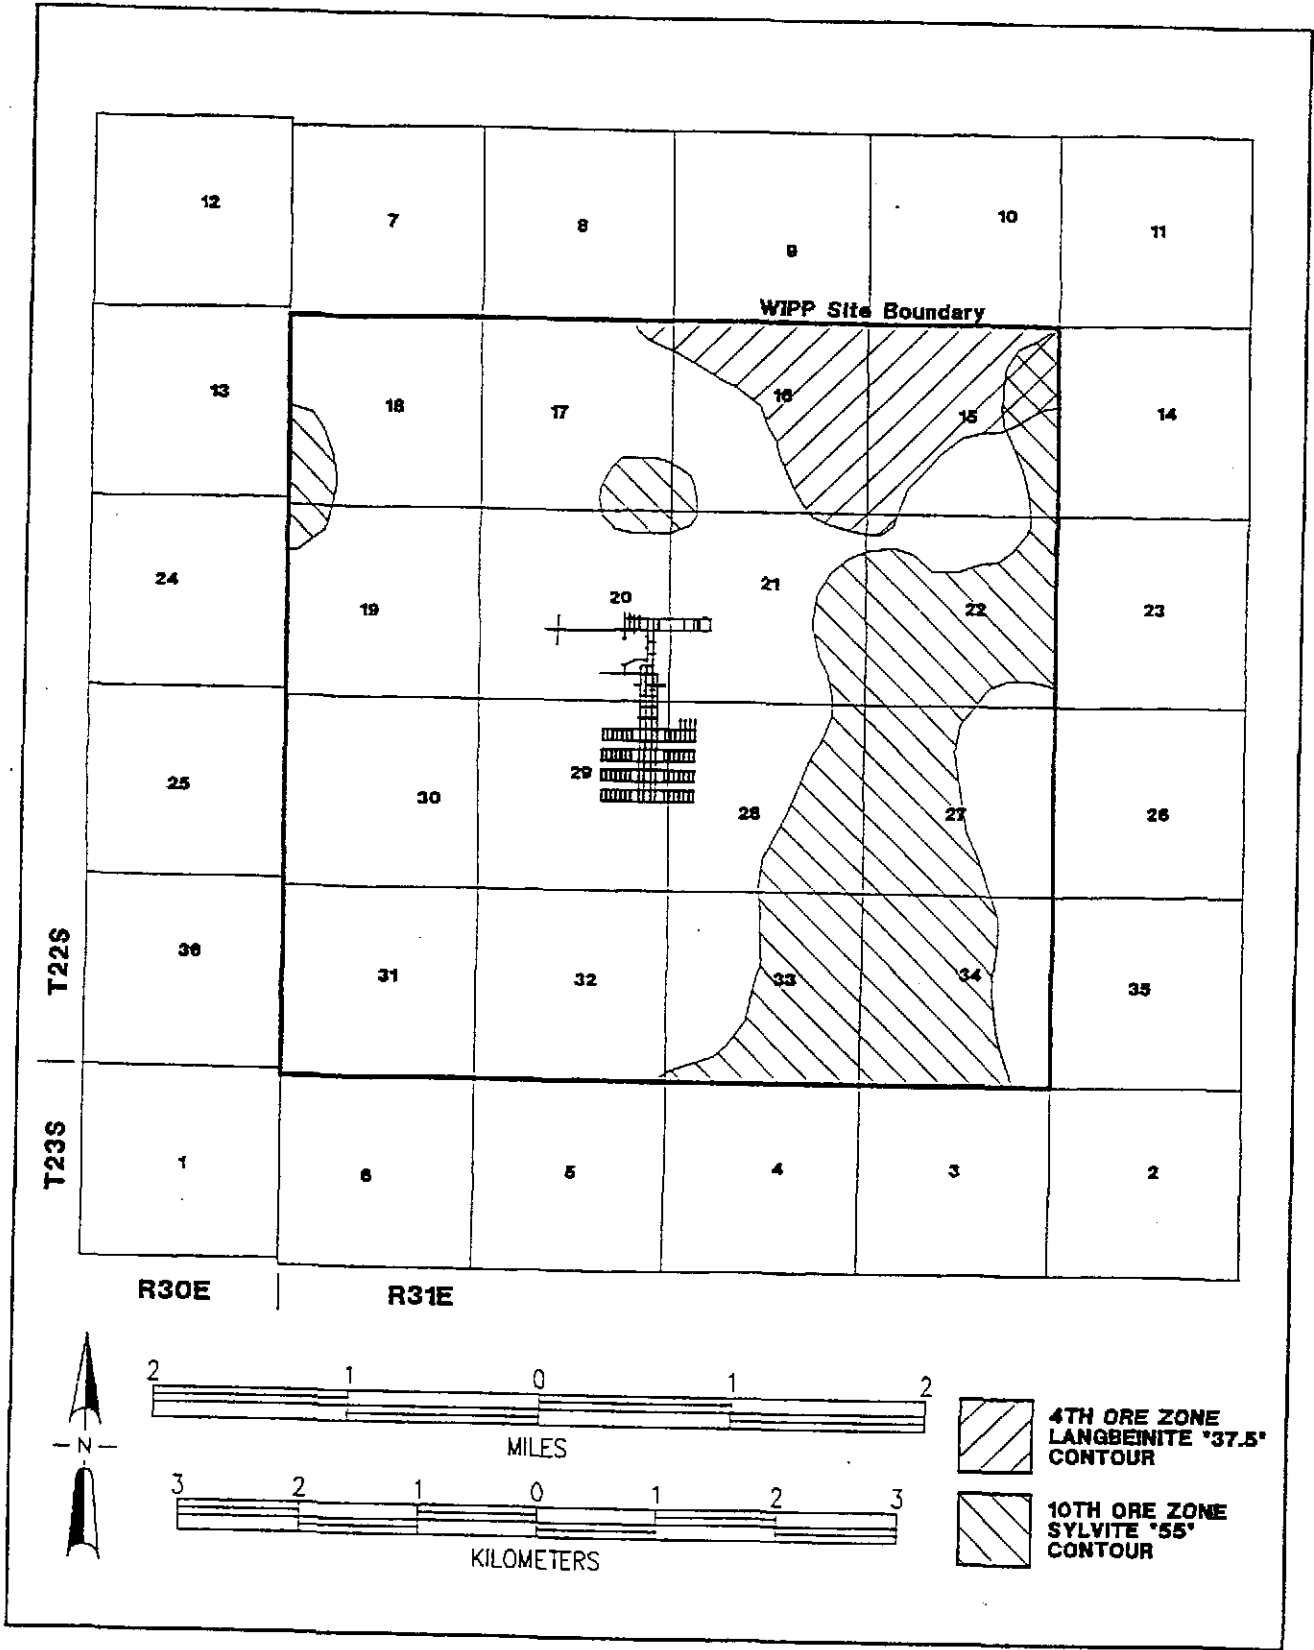 12
7
8
9
10
11
WIPP Site Boundary
13
18
17
16
15
14
24
19
20
21
22
23
25
30
29
28
27
26
T22S
36
31
32
33
34
35
T23S
1
6
5
4
3
2
R30E
R31E
2 1 0 1 2
MILES
N
3 2 1 0 1 2 3
KILOMETERS
4TH ORE ZONE
LANGBEINITE "37.5"
CONTOUR
10TH ORE ZONE
SYLVITE "55"
CONTOUR